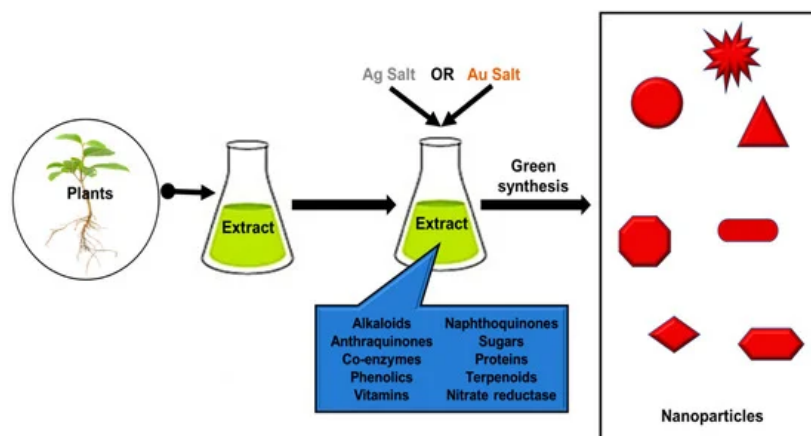 Ag Salt OR Au Salt
Plants
Extract
Extract
Green
synthesis
Alkaloids
Anthraquinones
Co-enzymes
Phenolics
Vitamins
Naphthoquinones
Sugars
Proteins
Terpenoids
Nitrate reductase
Nanoparticles